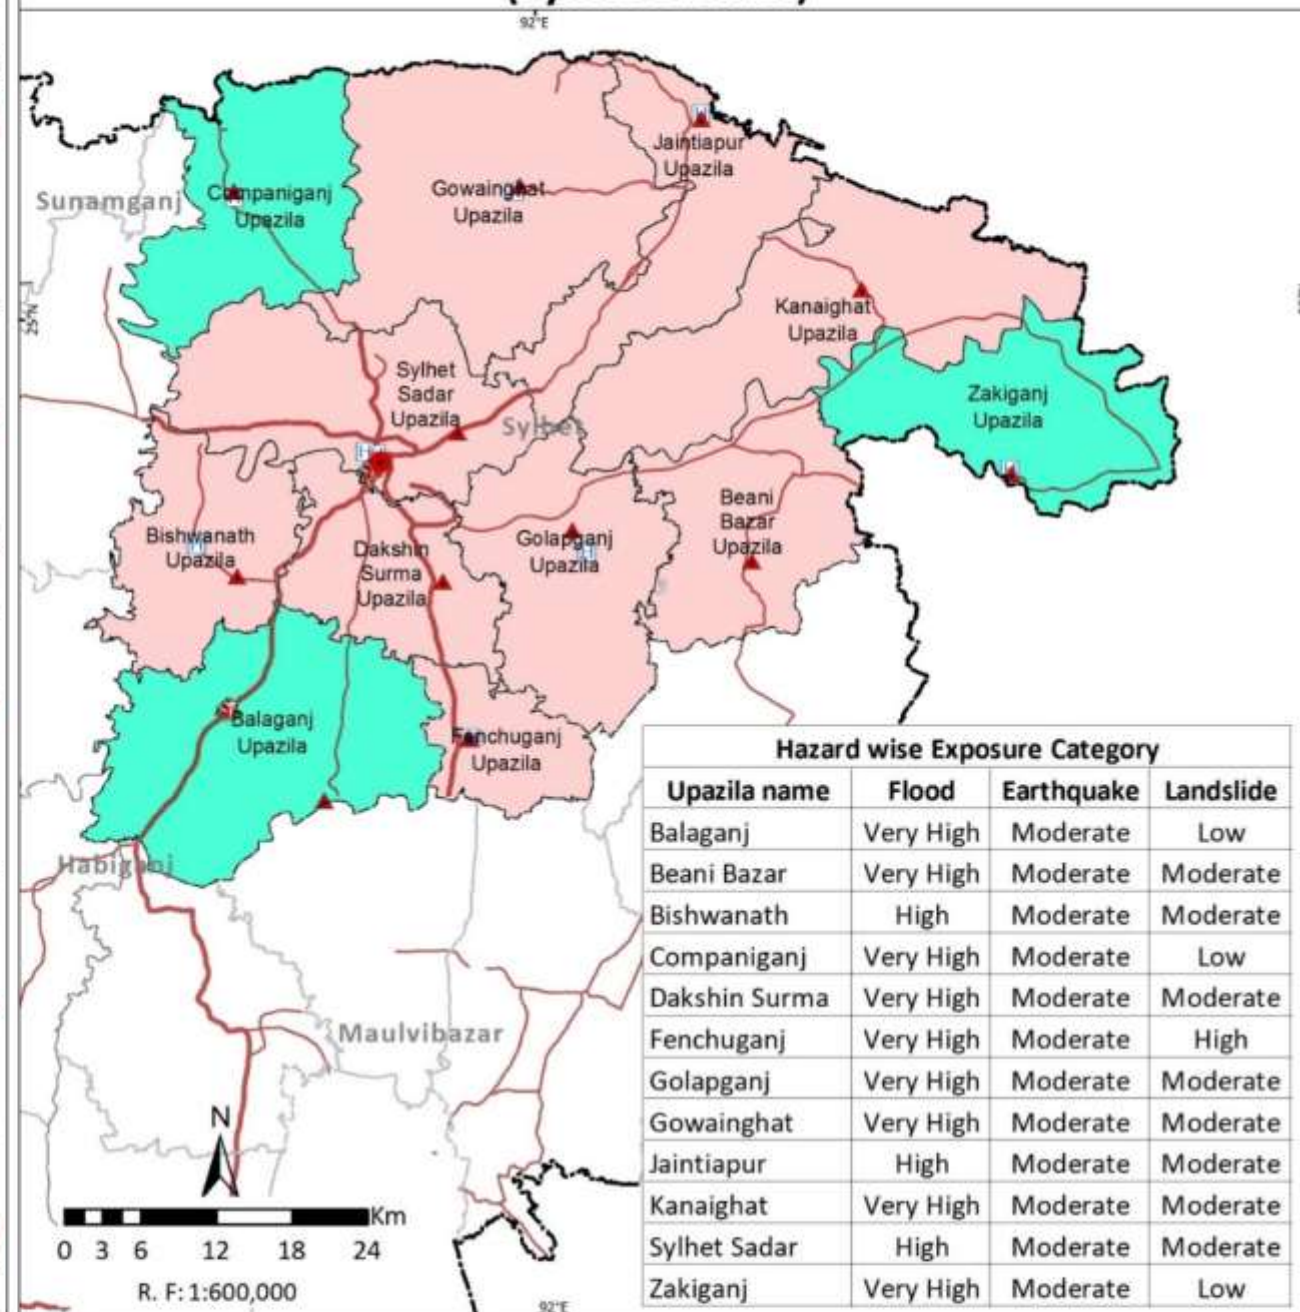 92°E
Sunamganj
Companiganj
Upazila
Gowainghat
Upazila
Jaintiapur
Upazila
25°N
Kanaighat
Upazila
Sylhet
Sadar
Upazila
Sylhet
Zakiganj
Upazila
Bishwanath
Upazila
Dakshin
Surma
Upazila
Golapganj
Upazila
Beani
Bazar
Upazila
Balaganj
Upazila
Fenchuganj
Upazila
Habiganj
Maulvibazar
N
Km
0 3 6 12 18 24
R. F: 1:600,000
92°E
Hazard wise Exposure Category
Upazila name Flood Earthquake Landslide
Balaganj Very High Moderate Low
Beani Bazar Very High Moderate Moderate
Bishwanath High Moderate Moderate
Companiganj Very High Moderate Low
Dakshin Surma Very High Moderate Moderate
Fenchuganj Very High Moderate High
Golapganj Very High Moderate Moderate
Gowainghat Very High Moderate Moderate
Jaintiapur High Moderate Moderate
Kanaighat Very High Moderate Moderate
Sylhet Sadar High Moderate Moderate
Zakiganj Very High Moderate Low